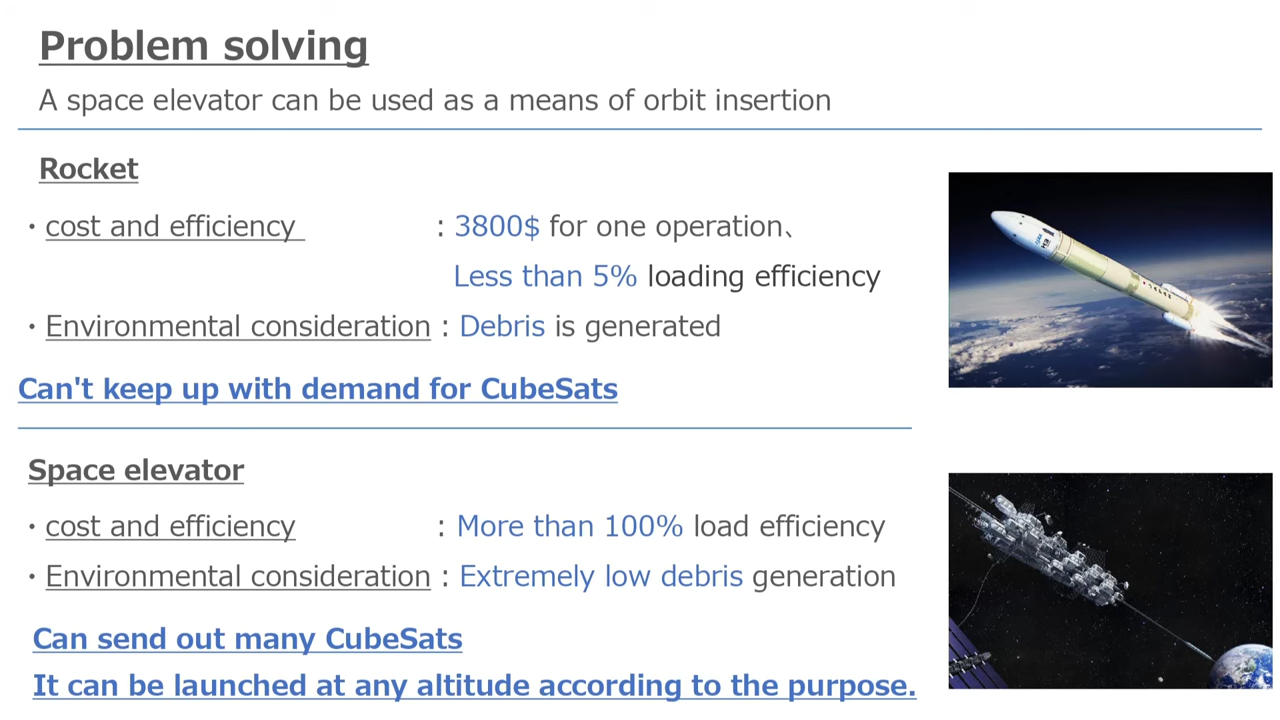 Problem solving
A space elevator can be used as a means of orbit insertion
Rocket
・cost and efficiency : 3800$ for one operation、
Less than 5% loading efficiency
・Environmental consideration : Debris is generated
Can't keep up with demand for CubeSats
Space elevator
・cost and efficiency : More than 100% load efficiency
・Environmental consideration : Extremely low debris generation
Can send out many CubeSats
It can be launched at any altitude according to the purpose.